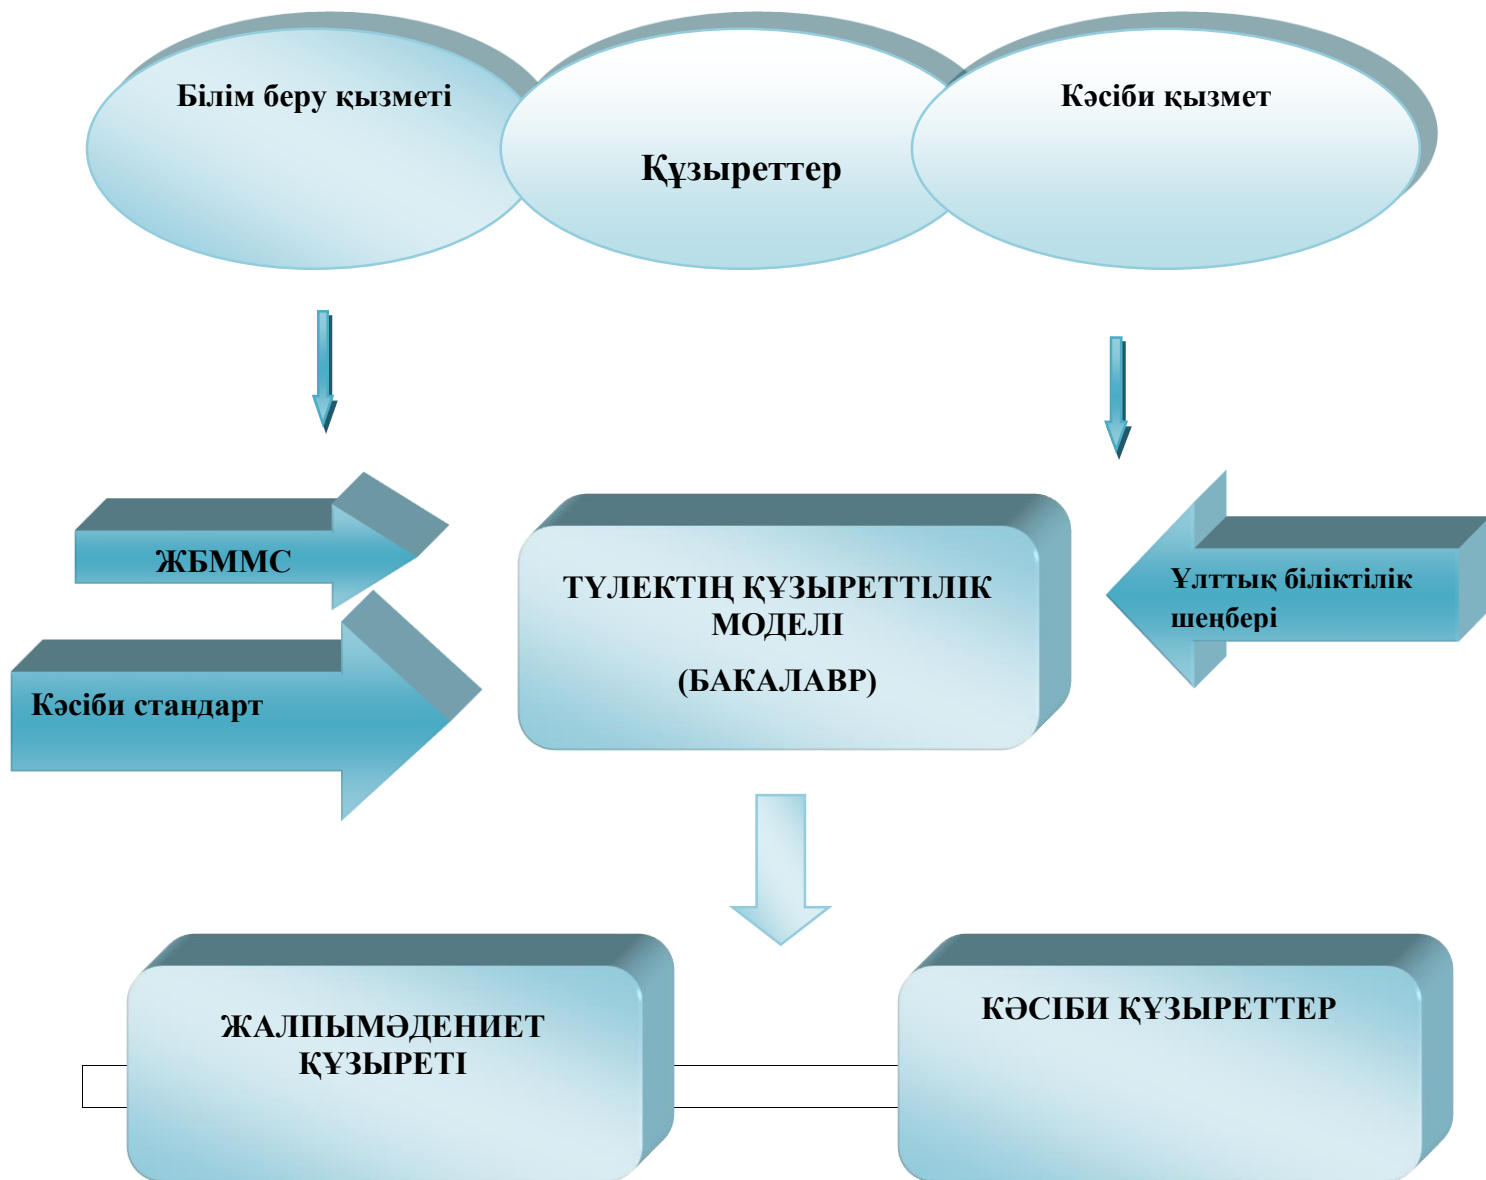 Білім беру қызметі
Құзыреттер
Кәсіби қызмет
ЖБММС
Кәсіби стандарт
ТҮЛЕКТІҢ ҚҰЗЫРЕТТІЛІК
МОДЕЛІ
(БАКАЛАВР)
Ұлттық біліктілік
шеңбері
ЖАЛПЫМӘДЕНИЕТ
ҚҰЗЫРЕТІ
КӘСІБИ ҚҰЗЫРЕТТЕР